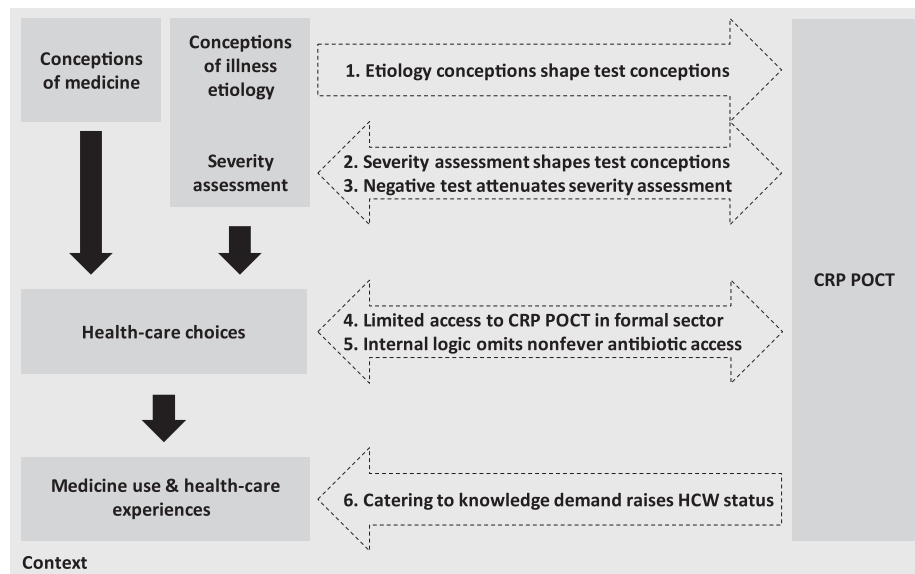 Conceptions
of medicine
Conceptions
of illness
etiology
Severity
assessment
1. Etiology conceptions shape test conceptions
2. Severity assessment shapes test conceptions
3. Negative test attenuates severity assessment
CRP POCT
Health-care choices
4. Limited access to CRP POCT in formal sector
5. Internal logic omits nonfever antibiotic access
Medicine use & health-care
experiences
6. Catering to knowledge demand raises HCW status
Context